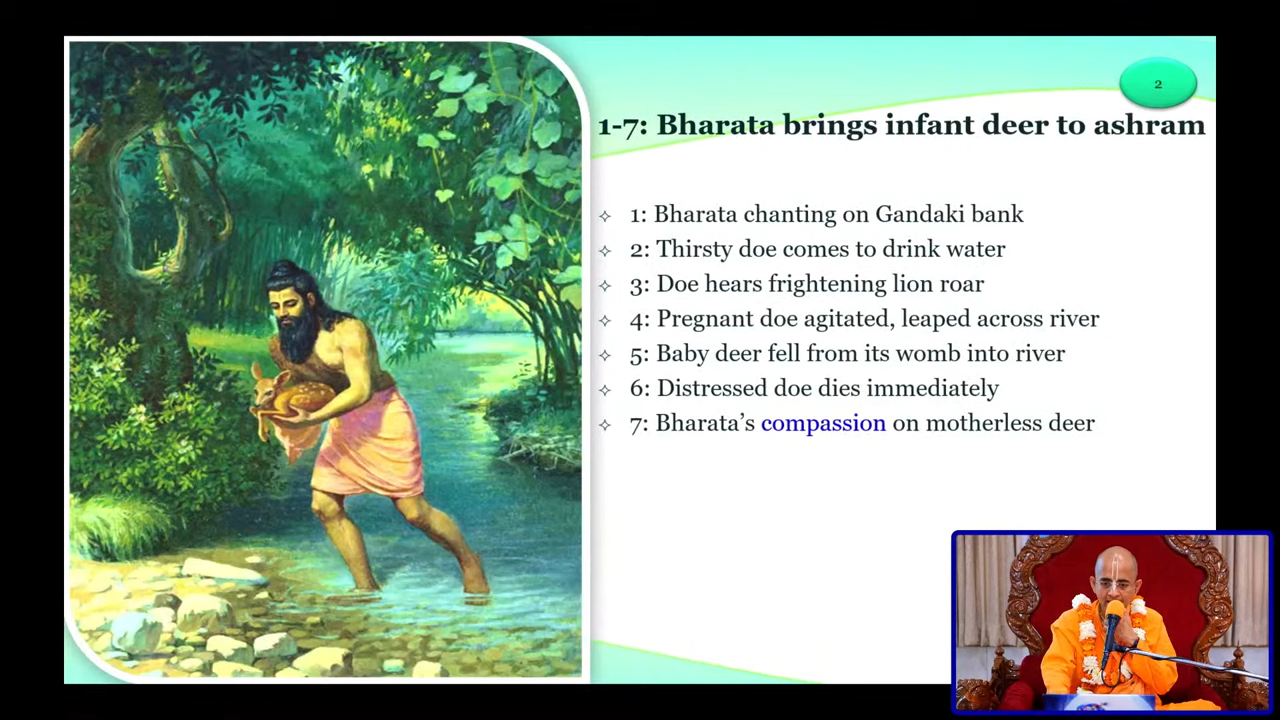 2
1-7: Bharata brings infant deer to ashram
1: Bharata chanting on Gandaki bank
2: Thirsty doe comes to drink water
3: Doe hears frightening lion roar
4: Pregnant doe agitated, leaped across river
5: Baby deer fell from its womb into river
6: Distressed doe dies immediately
7: Bharata’s compassion on motherless deer